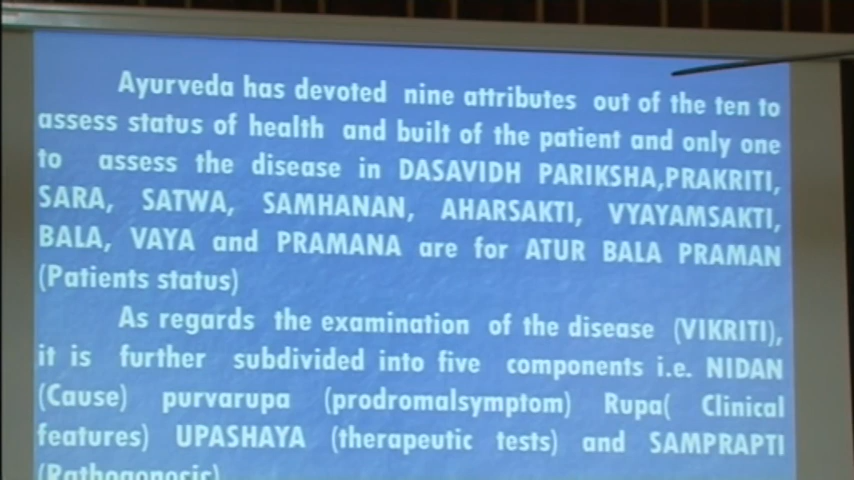 Ayurveda has devoted nine attributes out of the ten to
assess status of health and built of the patient and only one
to assess the disease in DASAVIDH PARIKSHA,PRAKRITI,
SARA, SATWA, SAMHANAN, AHARSAKTI, VYAYAMSAKTI,
BALA, VAYA and PRAMANA are for ATUR BALA PRAMAN
(Patients status)
As regards the examination of the disease (VIKRITI),
it is further subdivided into five components i.e. NIDAN
(Cause) purvarupa (prodromalsymptom) Rupa( Clinical
features) UPASHAYA (therapeutic tests) and SAMPRAPTI